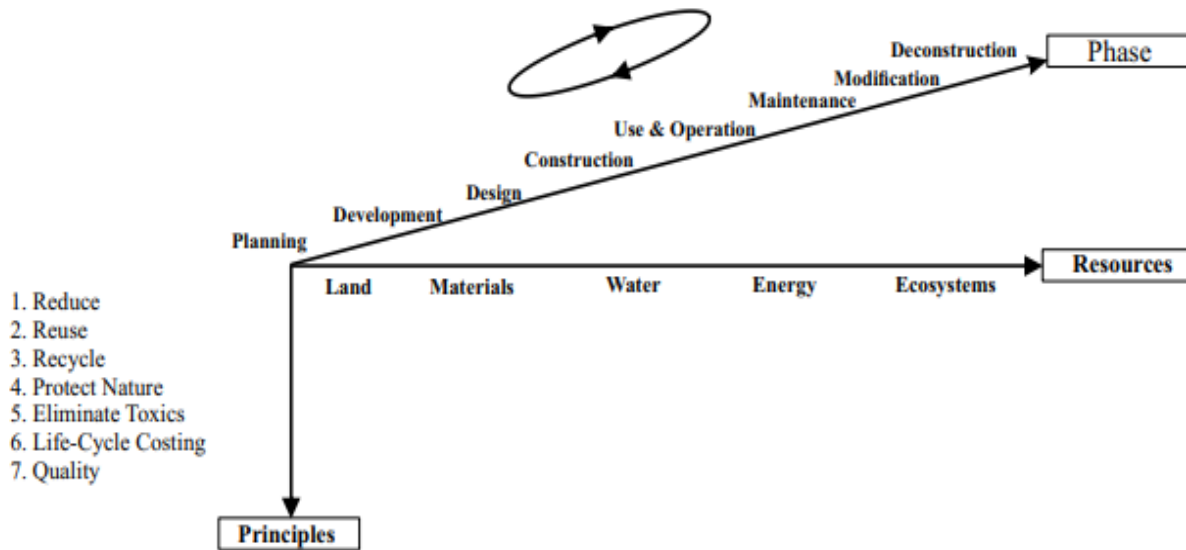 Deconstruction
Phase
Modification
Maintenance
Use & Operation
Construction
Design
Development
Planning
Resources
Land
Materials
Water
Energy
Ecosystems
1. Reduce
2. Reuse
3. Recycle
4. Protect Nature
5. Eliminate Toxics
6. Life-Cycle Costing
7. Quality
Principles